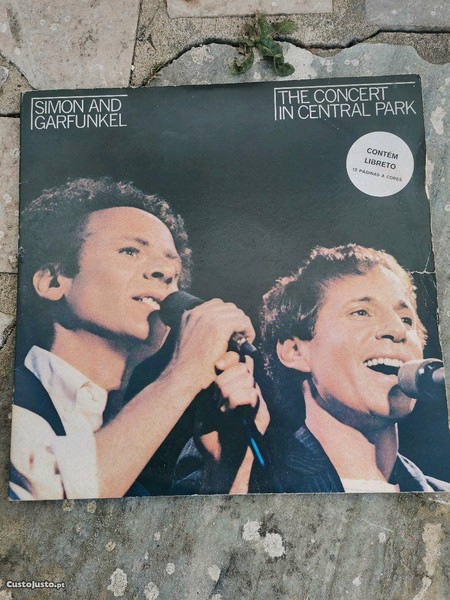 SIMON AND
GARFUNKEL
THE CONCERT
IN CENTRAL PARK
CONTÉM
LIBRETO
12 PÁGINAS A CORES
CustoJusto.pt